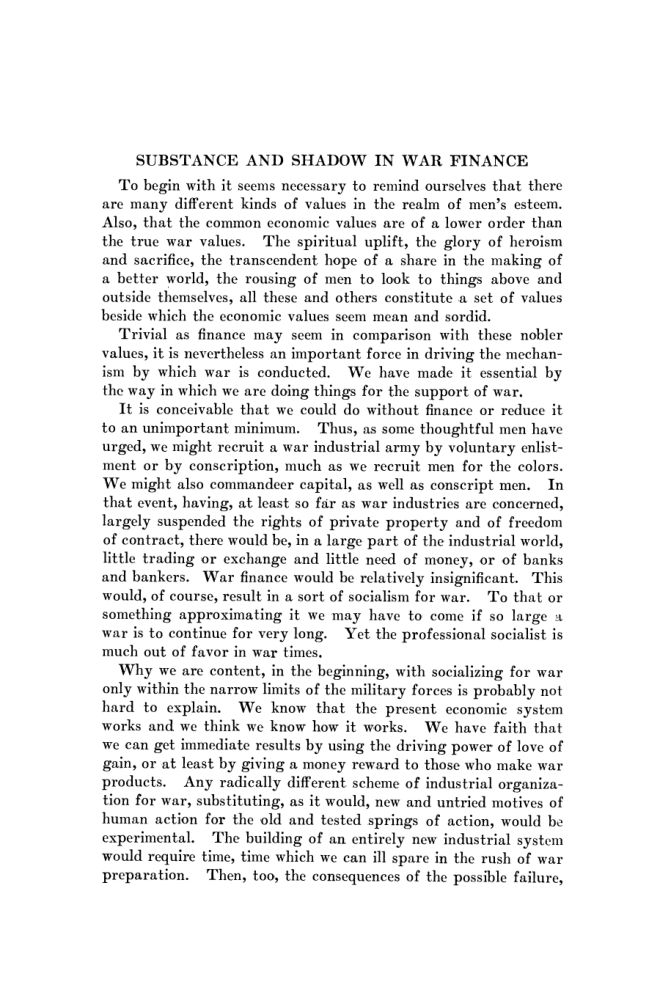 SUBSTANCE AND SHADOW IN WAR FINANCE
To begin with it seems necessary to remind ourselves that there
are many different kinds of values in the realm of men's esteem.
Also, that the common economic values are of a lower order than
the true war values. The spiritual uplift, the glory of heroism
and sacrifice, the transcendent hope of a share in the making of
a better world, the rousing of men to look to things above and
outside themselves, all these and others constitute a set of values
beside which the economic values seem mean and sordid.
Trivial as finance may seem in comparison with these nobler
values, it is nevertheless an important force in driving the mechan-
ism by which war is conducted. We have made it essential by
the way in which we are doing things for the support of war.
It is conceivable that we could do without finance or reduce it
to an unimportant minimum. Thus, as some thoughtful men have
urged, we might recruit a war industrial army by voluntary enlist-
ment or by conscription, much as we recruit men for the colors.
We might also commandeer capital, as well as conscript men. In
that event, having, at least so far as war industries are concerned,
largely suspended the rights of private property and of freedom
of contract, there would be, in a large part of the industrial world,
little trading or exchange and little need of money, or of banks
and bankers. War finance would be relatively insignificant. This
would, of course, result in a sort of socialism for war. To that or
something approximating it we may have to come if so large a
war is to continue for very long. Yet the professional socialist is
much out of favor in war times.
Why we are content, in the beginning, with socializing for war
only within the narrow limits of the military forces is probably not
hard to explain. We know that the present economic system
works and we think we know how it works. We have faith that
we can get immediate results by using the driving power of love of
gain, or at least by giving a money reward to those who make war
products. Any radically different scheme of industrial organiza-
tion for war, substituting, as it would, new and untried motives of
human action for the old and tested springs of action, would be
experimental. The building of an entirely new industrial system
would require time, time which we can ill spare in the rush of war
preparation. Then, too, the consequences of the possible failure,